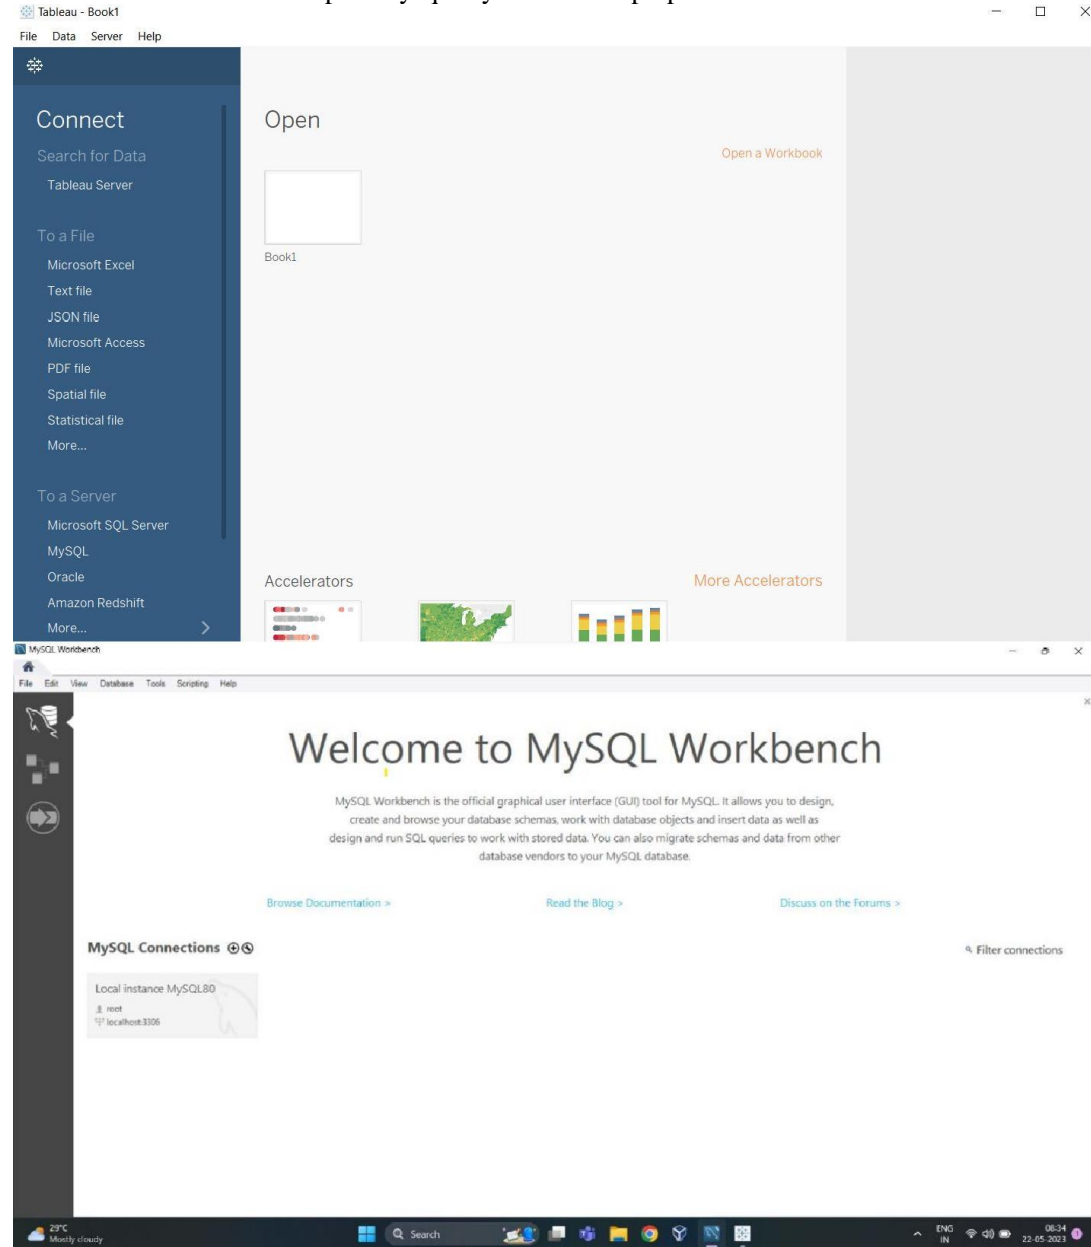 Tableau - Book1
File Data Server Help
Connect
Search for Data
Tableau Server
To a File
Microsoft Excel
Text file
JSON file
Microsoft Access
PDF file
Spatial file
Statistical file
More...
To a Server
Microsoft SQL Server
MySQL
Oracle
Amazon Redshift
More...
Open
Open a Workbook
Book1
Accelerators
More Accelerators
MySQL Workbench
File Edit View Database Tools Scripting Help
Welcome to MySQL Workbench
MySQL Workbench is the official graphical user interface (GUI) tool for MySQL. It allows you to design,
create and browse your database schemas, work with database objects and insert data as well as
design and run SQL queries to work with stored data. You can also migrate schemas and data from other
database vendors to your MySQL database.
Browse Documentation >
Read the Blog >
Discuss on the Forums >
MySQL Connections
Filter connections
Local instance MySQL80
root
localhost:3306
29°C
Mostly cloudy
Search
ENG
IN
08:34
22-05-2023